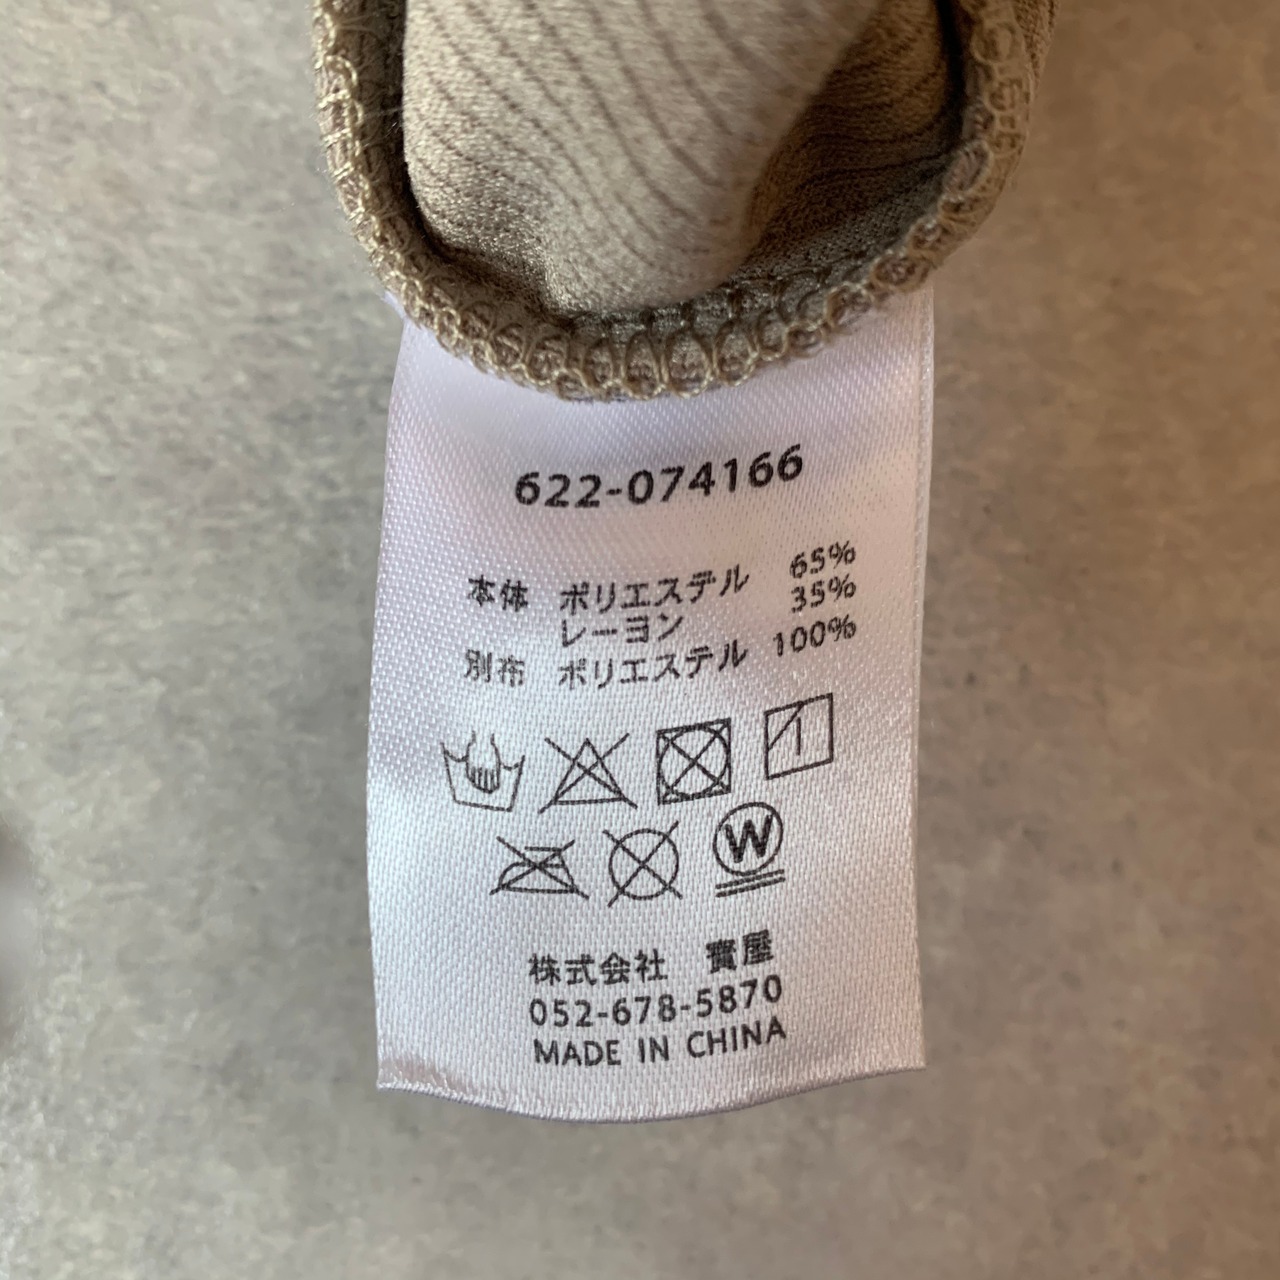 622-074166
本体 ポリエステル 65%
レーヨン 35%
別布 ポリエステル 100%
W
株式会社 寳屋
052-678-5870
MADE IN CHINA